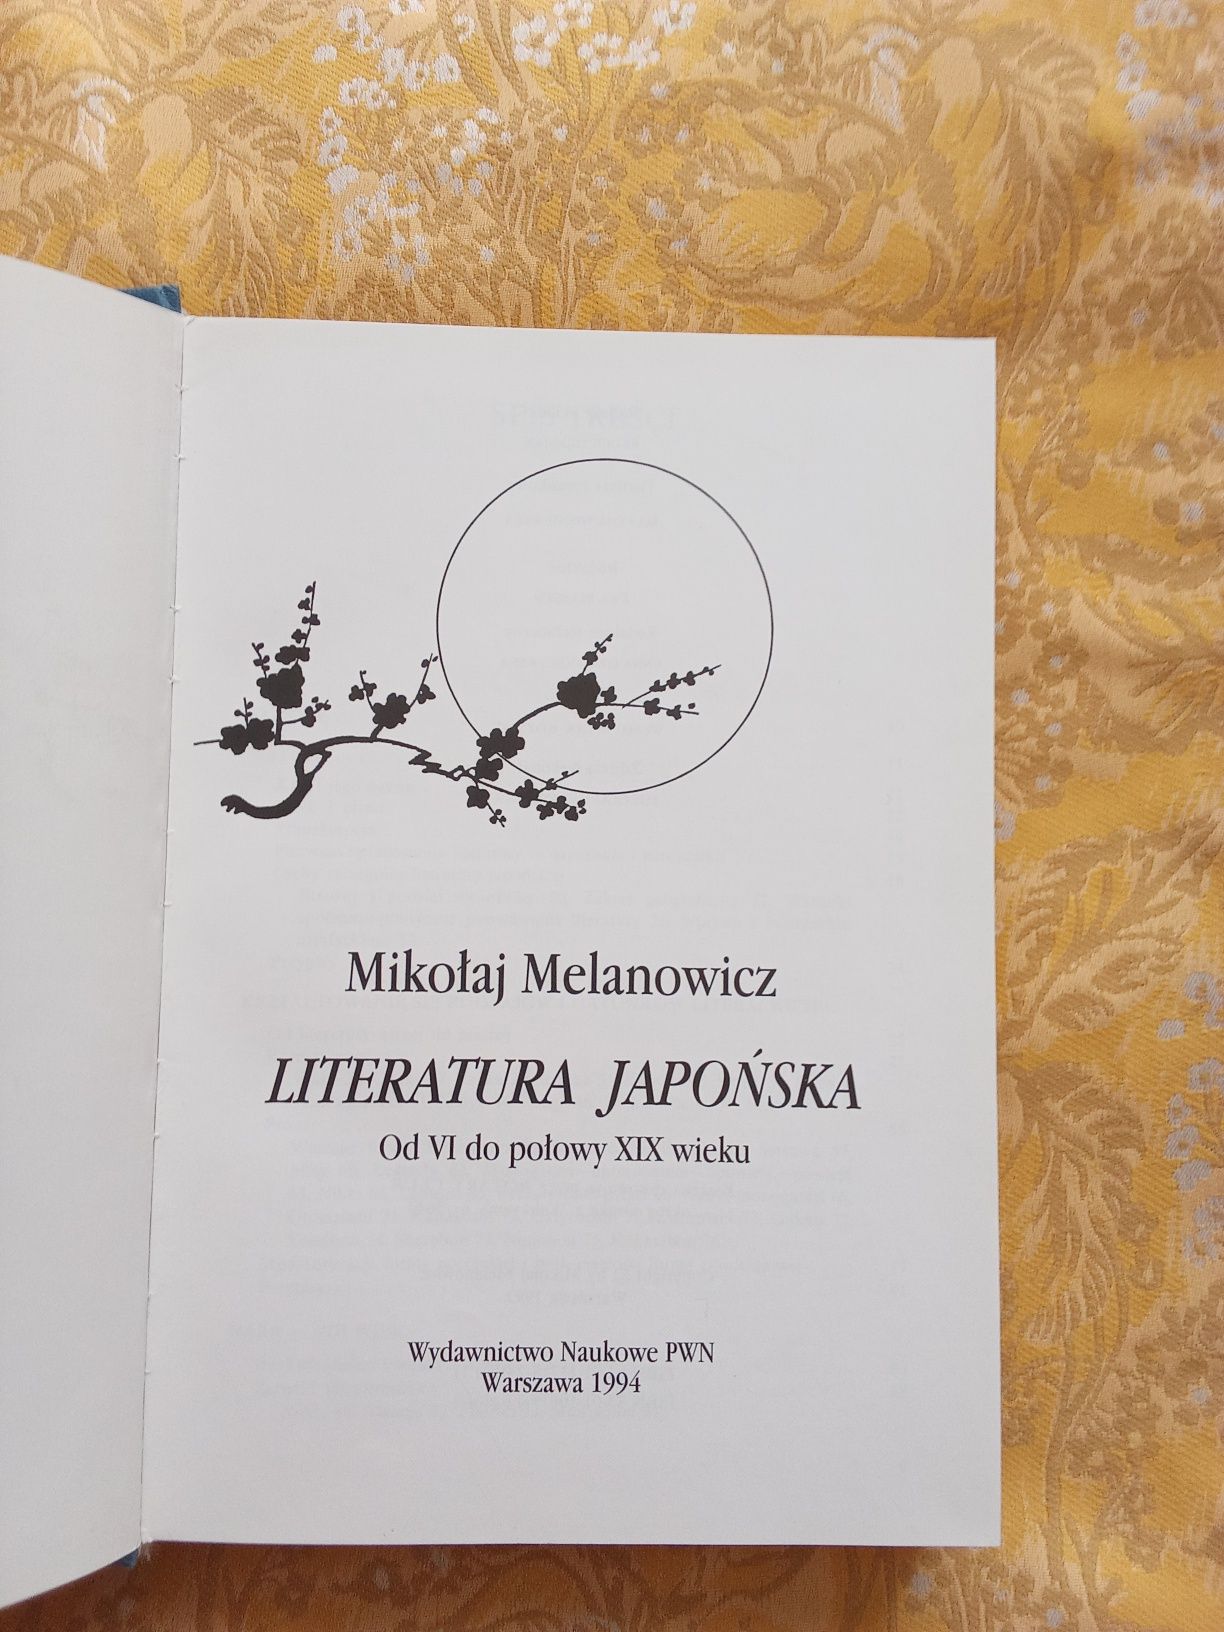 Mikołaj Melanowicz
LITERATURA JAPOŃSKA
Od VI do połowy XIX wieku
Wydawnictwo Naukowe PWN
Warszawa 1994